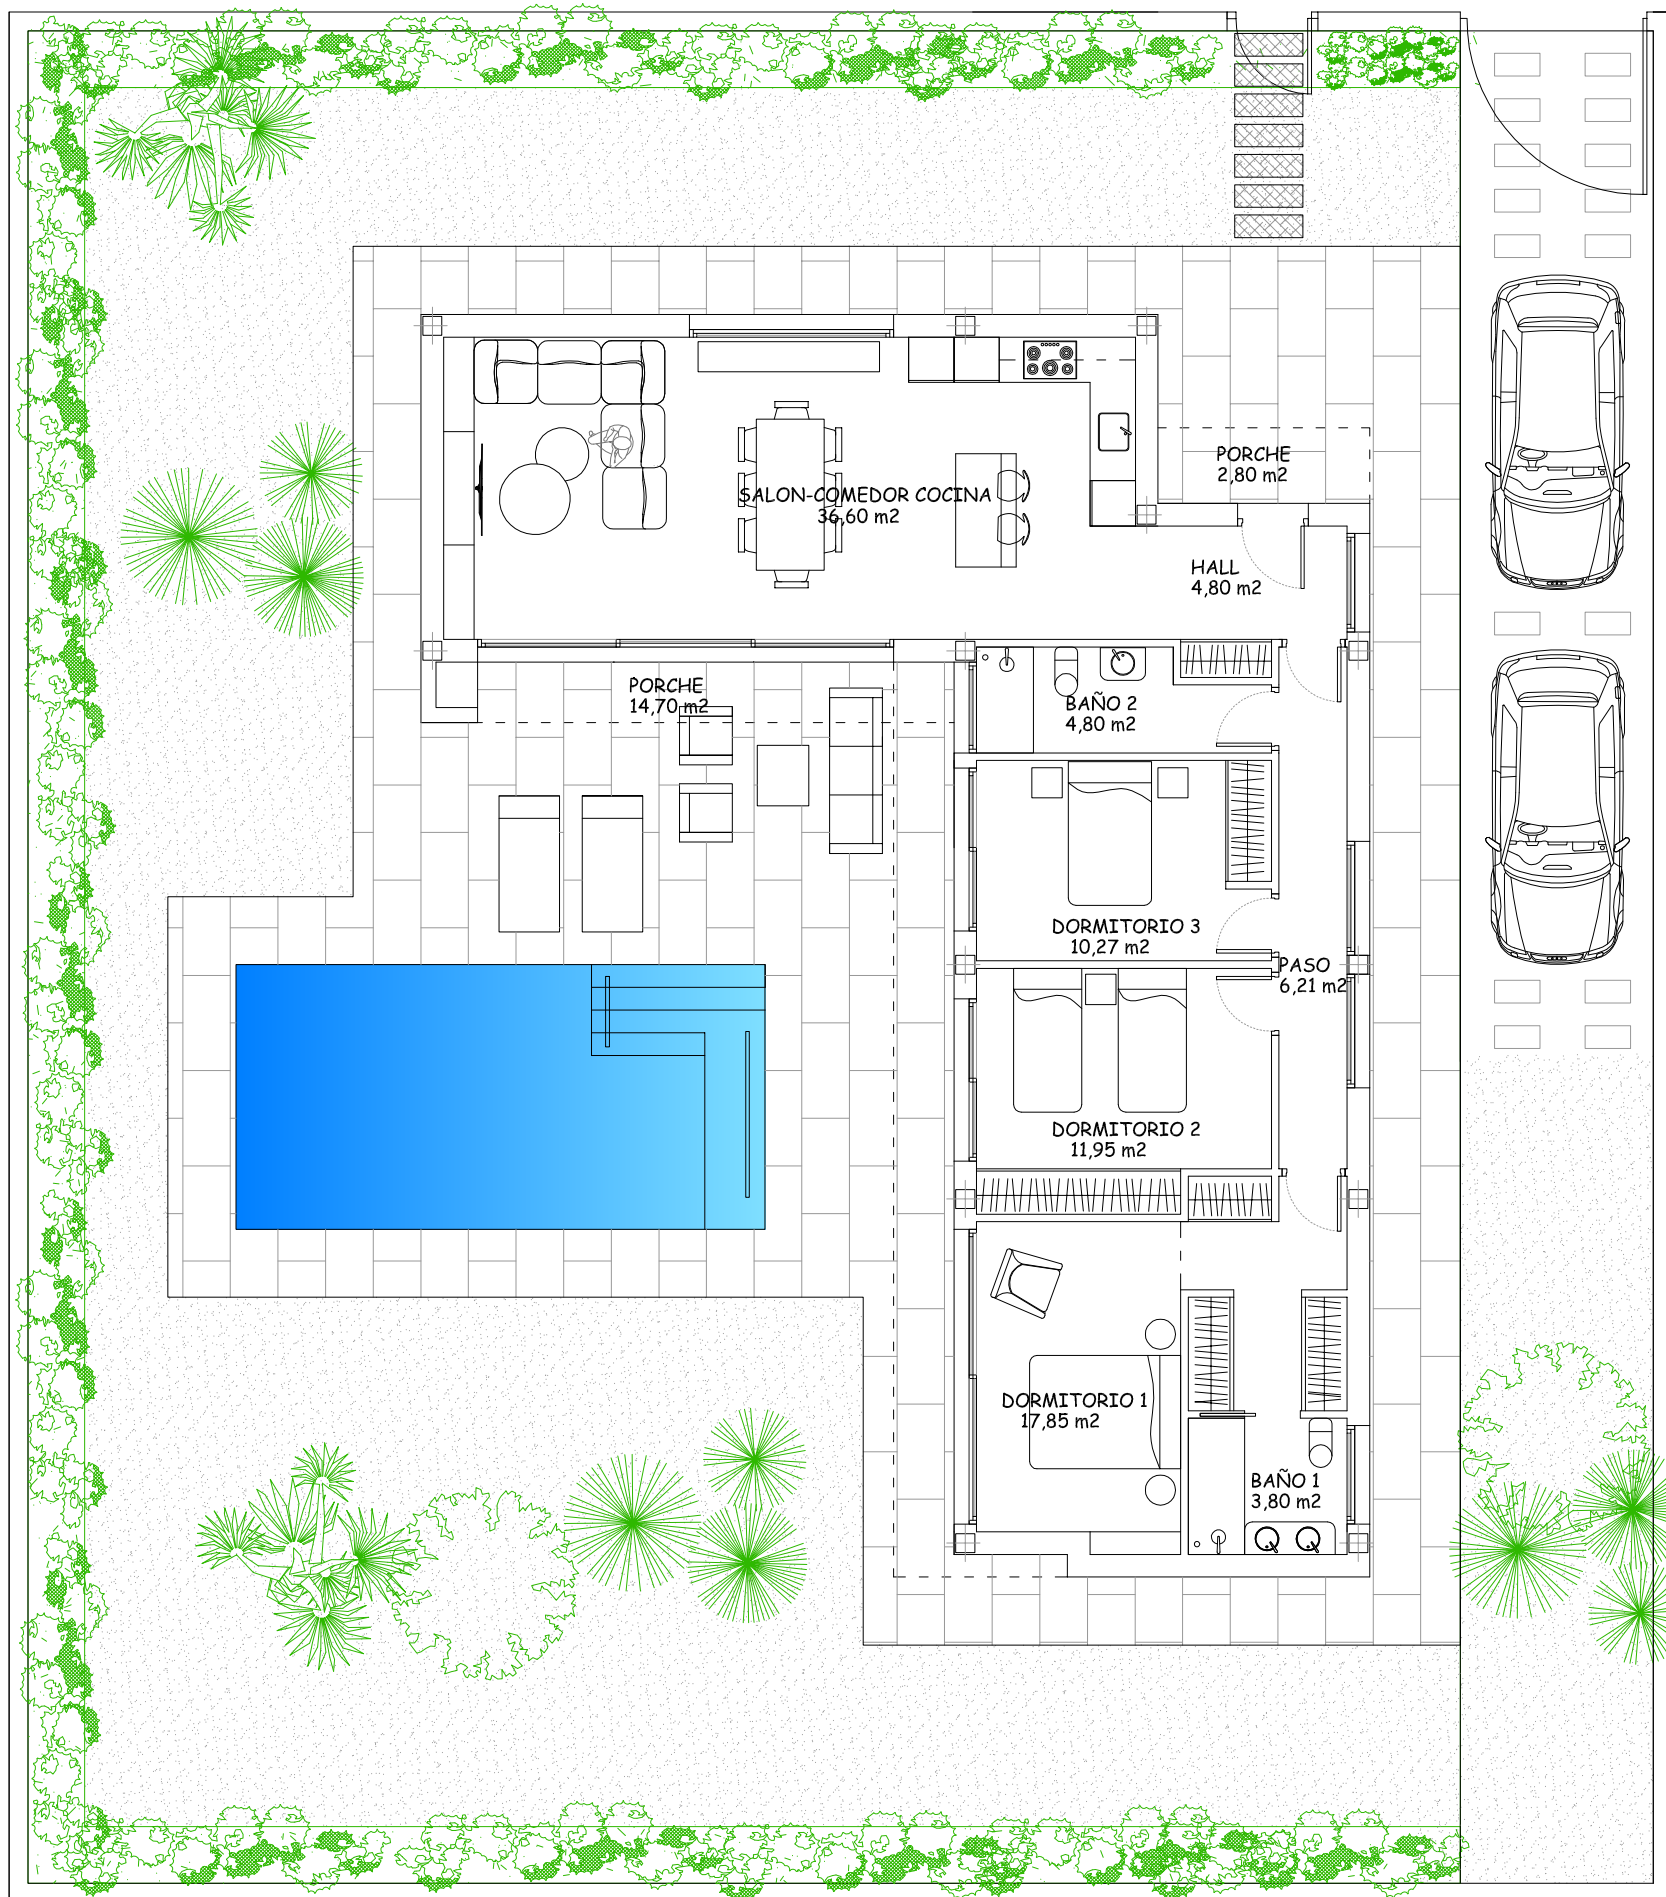 PORCHE
2,80 m2
SALON-COMEDOR COCINA
36,60 m2
HALL
4,80 m2
PORCHE
14,70 m2
BAÑO 2
4,80 m2
DORMITORIO 3
10,27 m2
PASO
6,21 m2
DORMITORIO 2
11,95 m2
DORMITORIO 1
17,85 m2
BAÑO 1
3,80 m2